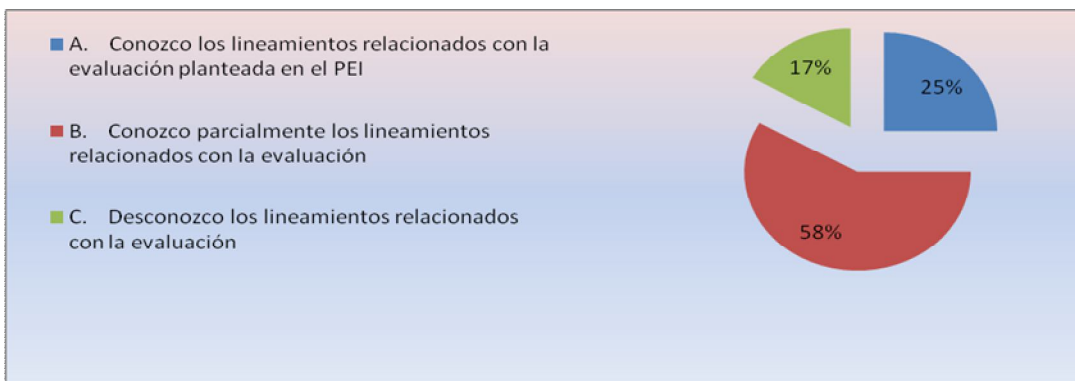 A. Conozco los lineamientos relacionados con la
evaluación planteada en el PEI
B. Conozco parcialmente los lineamientos
relacionados con la evaluación
C. Desconozco los lineamientos relacionados
con la evaluación
17%
25%
58%